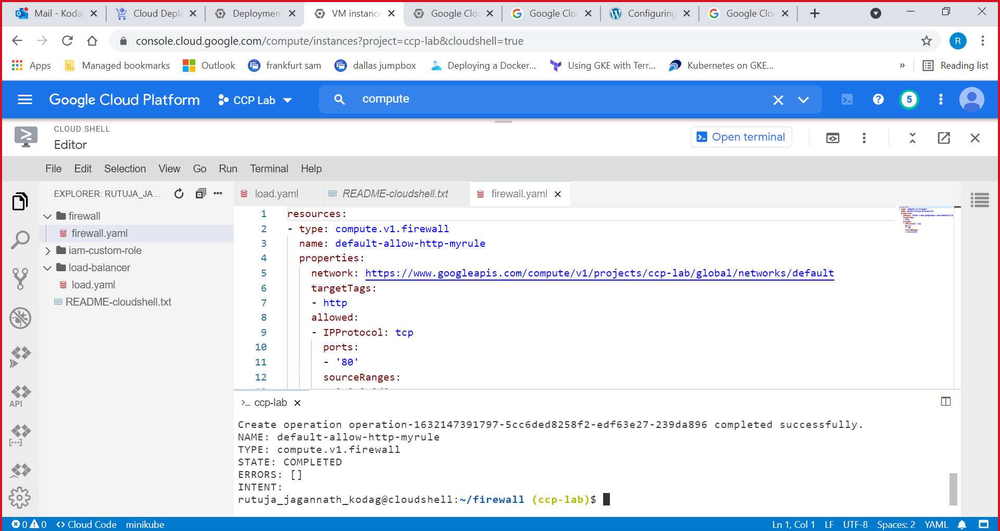 Mail - Koda
Cloud Deplo
Deployment
VM instance
Google Clou
Google Clou
Configuring
Google Clou
console.cloud.google.com/compute/instances?project=ccp-lab&cloudshell=true
R
Apps
Managed bookmarks
Outlook
frankfurt sam
dallas jumpbox
Deploying a Docker...
Using GKE with Terr...
Kubernetes on GKE...
»
Reading list
Google Cloud Platform
CCP Lab
compute
5
CLOUD SHELL
Editor
Open terminal
File Edit Selection View Go Run Terminal Help
EXPLORER: RUTUJA_JA...
firewall
firewall.yaml
iam-custom-role
load-balancer
load.yaml
README-cloudshell.txt
API
load.yaml
README-cloudshell.txt
firewall.yaml
1 resources:
2 - type: compute.v1.firewall
3 name: default-allow-http-myrule
4 properties:
5 network: https://www.googleapis.com/compute/v1/projects/ccp-lab/global/networks/default
6 targetTags:
7 - http
8 allowed:
9 - IPProtocol: tcp
10 ports:
11 - '80'
12 sourceRanges:
>_ ccp-lab
Create operation operation-1632147391797-5cc6ded8258f2-edf63e27-239da896 completed successfully.
NAME: default-allow-http-myrule
TYPE: compute.v1.firewall
STATE: COMPLETED
ERRORS: []
INTENT:
rutuja_jagannath_kodag@cloudshell:~/firewall (ccp-lab)$
0 0 <> Cloud Code minikube
Ln 1, Col 1 LF UTF-8 Spaces: 2 YAML